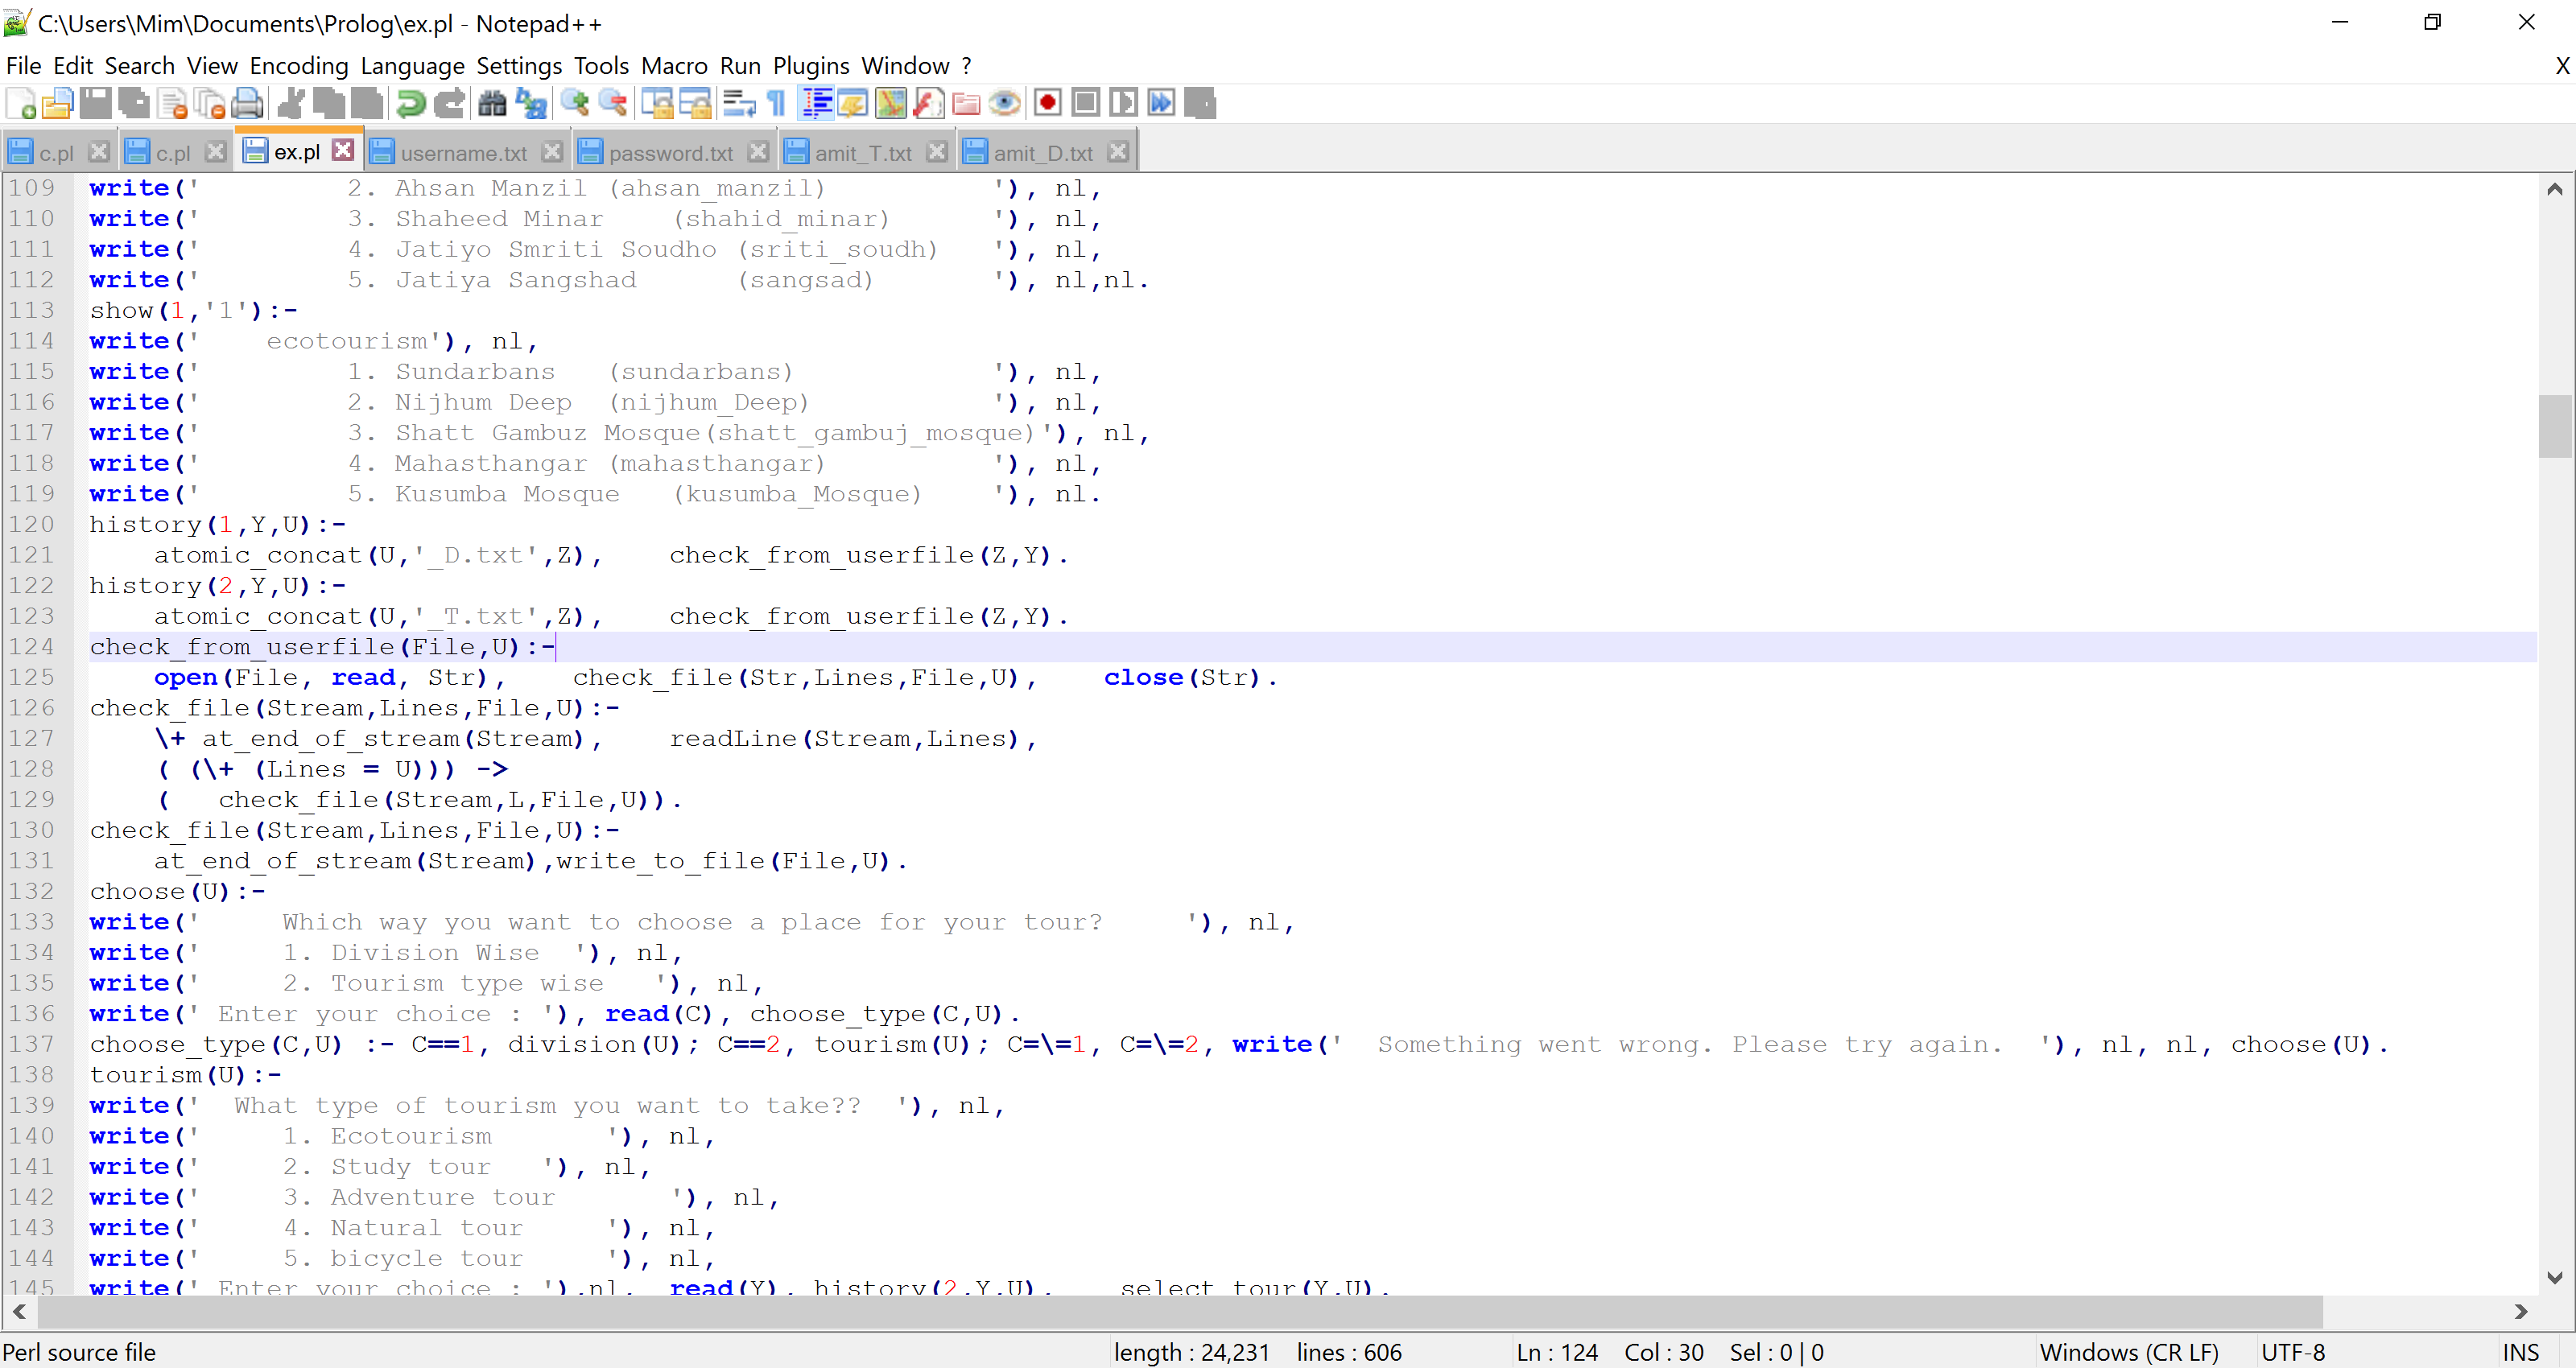 C:\Users\Mim\Documents\Prolog\ex.pl - Notepad++
File Edit Search View Encoding Language Settings Tools Macro Run Plugins Window ? X
c.pl c.pl ex.pl username.txt password.txt amit_T.txt amit_D.txt
109 write('         2. Ahsan Manzil (ahsan_manzil)          '), nl,
110 write('         3. Shaheed Minar    (shahid_minar)      '), nl,
111 write('         4. Jatiyo Smriti Soudho (sriti_soudh)   '), nl,
112 write('         5. Jatiya Sangshad      (sangsad)       '), nl,nl.
113 show(1,'1'):-
114 write('    ecotourism'), nl,
115 write('         1. Sundarbans   (sundarbans)            '), nl,
116 write('         2. Nijhum Deep  (nijhum_Deep)           '), nl,
117 write('         3. Shatt Gambuz Mosque(shatt_gambuj_mosque)'), nl,
118 write('         4. Mahasthangar (mahasthangar)          '), nl,
119 write('         5. Kusumba Mosque   (kusumba_Mosque)    '), nl.
120 history(1,Y,U):-
121     atomic_concat(U,'_D.txt',Z),    check_from_userfile(Z,Y).
122 history(2,Y,U):-
123     atomic_concat(U,'_T.txt',Z),    check_from_userfile(Z,Y).
124 check_from_userfile(File,U):-
125     open(File, read, Str),    check_file(Str,Lines,File,U),    close(Str).
126 check_file(Stream,Lines,File,U):-
127     \+ at_end_of_stream(Stream),    readLine(Stream,Lines),
128     ( (\+ (Lines = U))) ->
129     (   check_file(Stream,L,File,U)).
130 check_file(Stream,Lines,File,U):-
131     at_end_of_stream(Stream),write_to_file(File,U).
132 choose(U):-
133 write('     Which way you want to choose a place for your tour?     '), nl,
134 write('     1. Division Wise  '), nl,
135 write('     2. Tourism type wise   '), nl,
136 write(' Enter your choice : '), read(C), choose_type(C,U).
137 choose_type(C,U) :- C==1, division(U); C==2, tourism(U); C=\=1, C=\=2, write('  Something went wrong. Please try again.  '), nl, nl, choose(U).
138 tourism(U):-
139 write('  What type of tourism you want to take??  '), nl,
140 write('     1. Ecotourism       '), nl,
141 write('     2. Study tour   '), nl,
142 write('     3. Adventure tour       '), nl,
143 write('     4. Natural tour     '), nl,
144 write('     5. bicycle tour     '), nl,
145 write(' Enter your choice : '),nl,  read(Y), history(2,Y,U),    select_tour(Y,U).
Perl source file length : 24,231 lines : 606 Ln : 124 Col : 30 Sel : 0 | 0 Windows (CR LF) UTF-8 INS